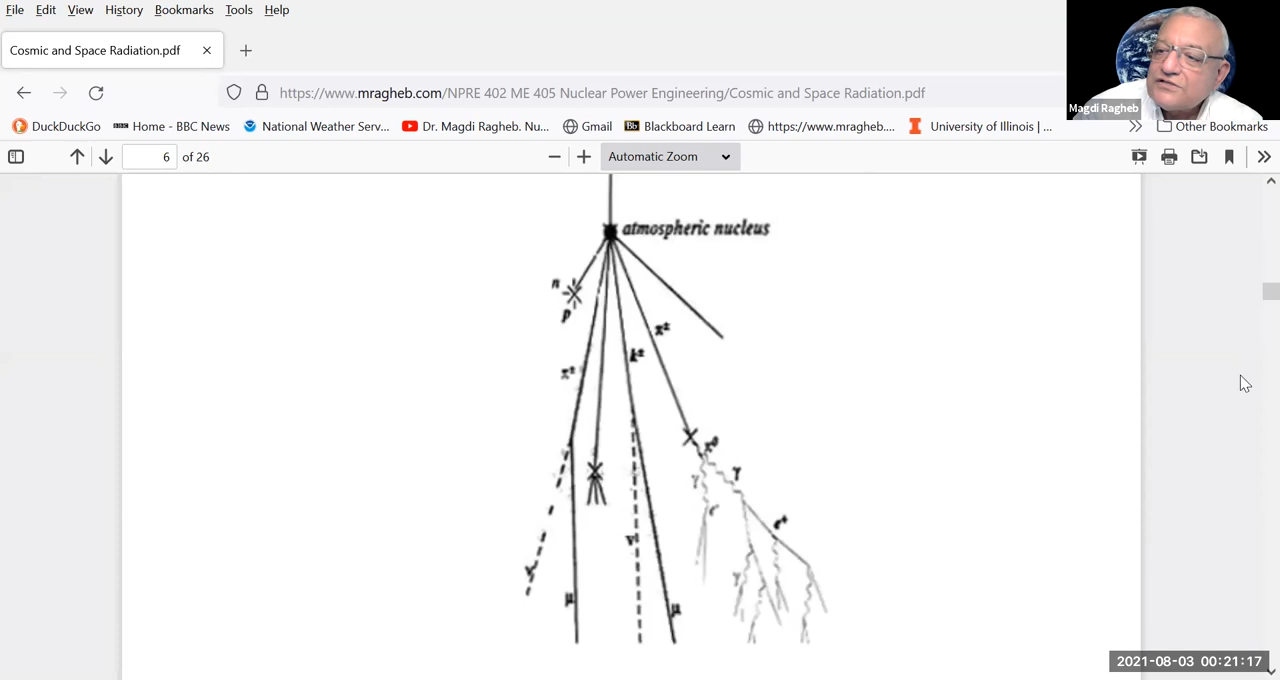 File Edit View History Bookmarks Tools Help
Cosmic and Space Radiation.pdf
https://www.mragheb.com/NPRE 402 ME 405 Nuclear Power Engineering/Cosmic and Space Radiation.pdf
Magdi Ragheb
DuckDuckGo BBC Home - BBC News National Weather Serv... Dr. Magdi Ragheb. Nu... Gmail Bb Blackboard Learn https://www.mragheb.... I University of Illinois | ... Other Bookmarks
6 of 26 Automatic Zoom
atmospheric nucleus
n
p
π±
k±
π±
π⁰
γ
γ
e⁺
ν
γ
ν
μ
μ
2021-08-03 00:21:17